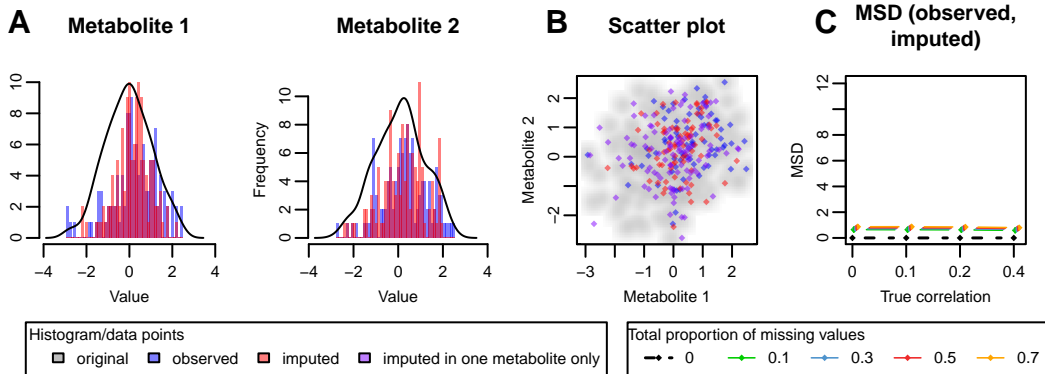 A
Metabolite 1
Metabolite 2
B
Scatter plot
C
MSD (observed,
imputed)
10
8
6
4
2
0
−4
−2
0
2
4
Value
Frequency
10
8
6
4
2
0
−4
−2
0
2
4
Value
Metabolite 2
2
1
0
−2
−3
−1
0
1
2
Metabolite 1
MSD
12
8
6
4
2
0
0
0.1
0.2
0.4
True correlation
Histogram/data points
original
observed
imputed
imputed in one metabolite only
Total proportion of missing values
0
0.1
0.3
0.5
0.7